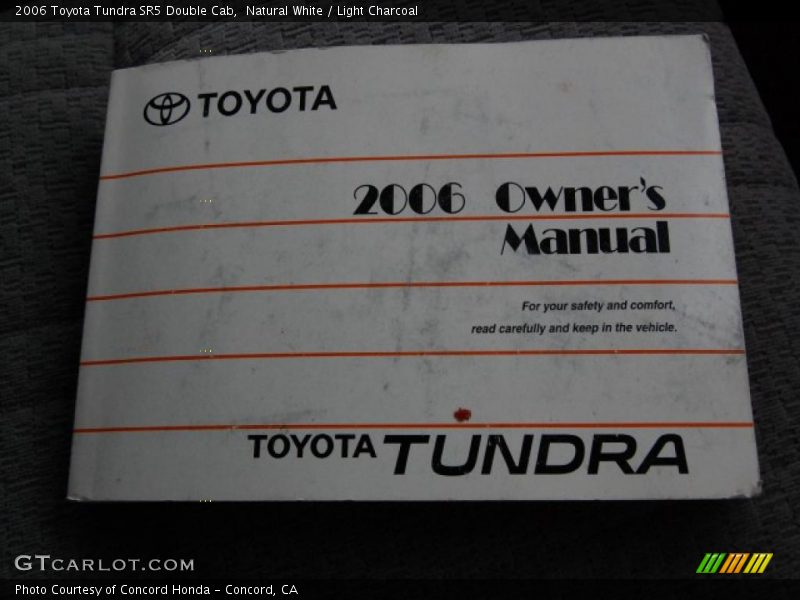 2006 Toyota Tundra SR5 Double Cab,  Natural White / Light Charcoal
TOYOTA
2006 Owner's
Manual
For your safety and comfort,
read carefully and keep in the vehicle.
TOYOTA TUNDRA
GTCARLOT.COM
Photo Courtesy of Concord Honda - Concord, CA